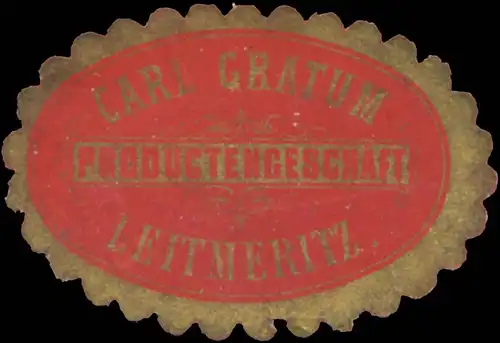 CARL GRATUM
PRODUCTENGESCHÄFT
LEITMERITZ.